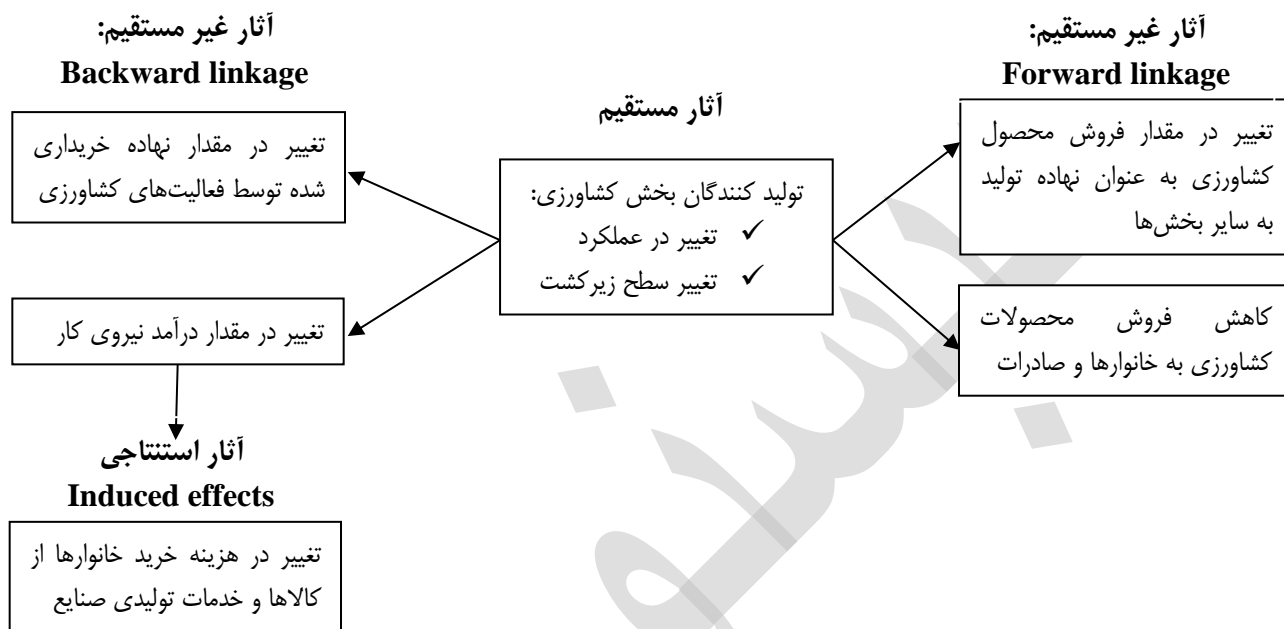 آثار غیر مستقیم:
Forward linkage
تغییر در مقدار فروش محصول
کشاورزی به عنوان نهاده تولید
به سایر بخش‌ها
کاهش فروش محصولات
کشاورزی به خانوارها و صادرات
آثار مستقیم
تولید کنندگان بخش کشاورزی:
✓ تغییر در عملکرد
✓ تغییر سطح زیرکشت
آثار غیر مستقیم:
Backward linkage
تغییر در مقدار نهاده خریداری
شده توسط فعالیت‌های کشاورزی
تغییر در مقدار درآمد نیروی کار
آثار استنتاجی
Induced effects
تغییر در هزینه خرید خانوارها از
کالاها و خدمات تولیدی صنایع